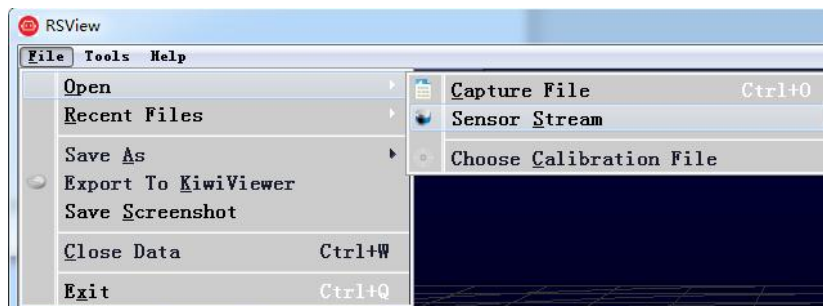 RSView
File Tools Help
Open
Recent Files
Save As
Export To KiwiViewer
Save Screenshot
Close Data Ctrl+W
Exit Ctrl+Q
Capture File Ctrl+O
Sensor Stream
Choose Calibration File